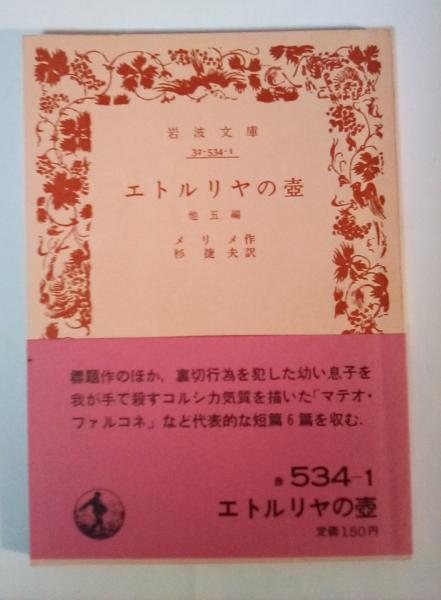 岩波文庫
32-534-1
エトルリヤの壺
他五編
メリメ作
杉捷夫訳
標題作のほか，裏切行為を犯した幼い息子を
我が手で殺すコルシカ気質を描いた「マテオ・
ファルコネ」など代表的な短篇6篇を収む．
赤 534-1
エトルリヤの壺
定価150円